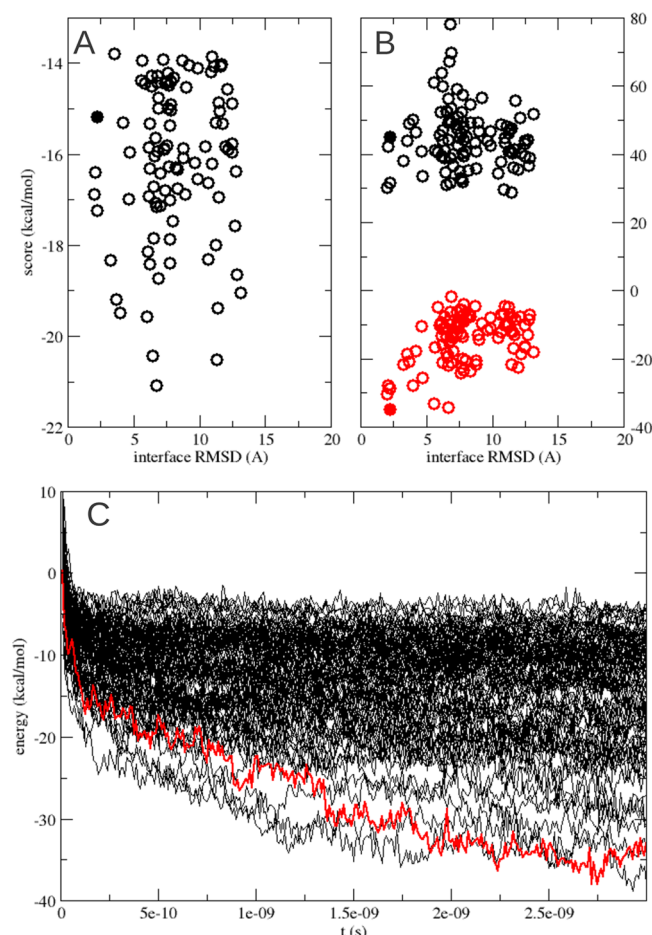 A
B
-14
-16
-18
-20
-22
score (kcal/mol)
0 5 10 15 20
interface RMSD (A)
80
60
40
20
0
-20
-40
0 5 10 15 20
interface RMSD (A)
C
10
0
-10
-20
-30
-40
energy (kcal/mol)
0 5e-10 1e-09 1.5e-09 2e-09 2.5e-09
t (s)